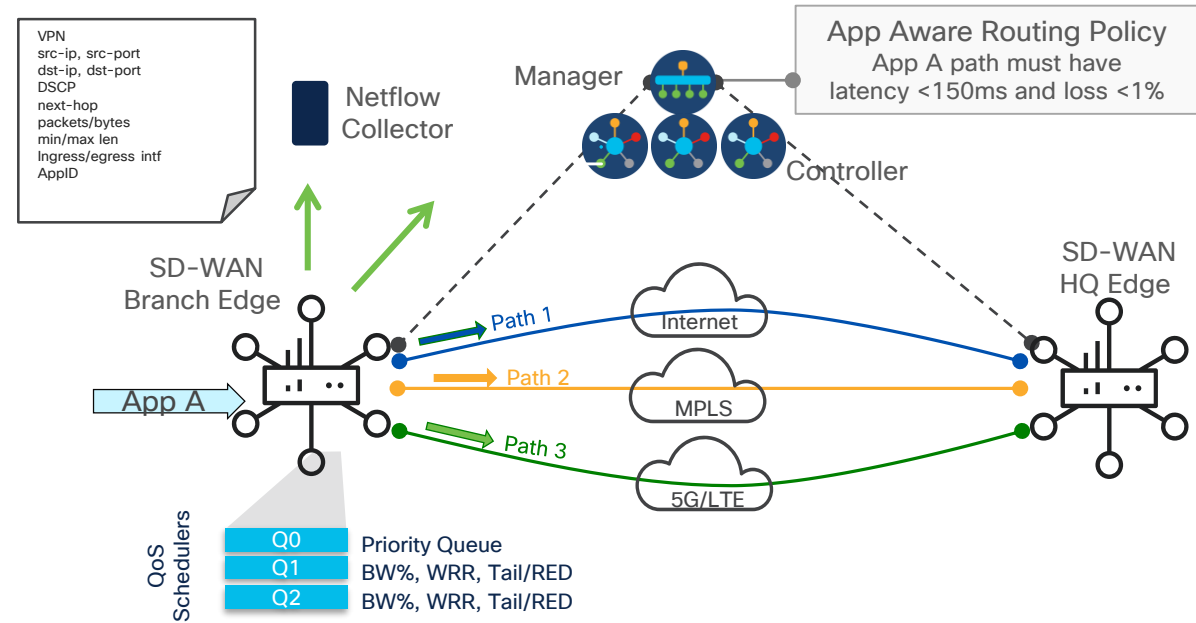 VPN
src-ip, src-port
dst-ip, dst-port
DSCP
next-hop
packets/bytes
min/max len
Ingress/egress intf
AppID
Netflow
Collector
Manager
Controller
App Aware Routing Policy
App A path must have
latency <150ms and loss <1%
SD-WAN
Branch Edge
SD-WAN
HQ Edge
App A
Path 1
Internet
Path 2
MPLS
Path 3
5G/LTE
QoS
Schedulers
Q0
Priority Queue
Q1
BW%, WRR, Tail/RED
Q2
BW%, WRR, Tail/RED